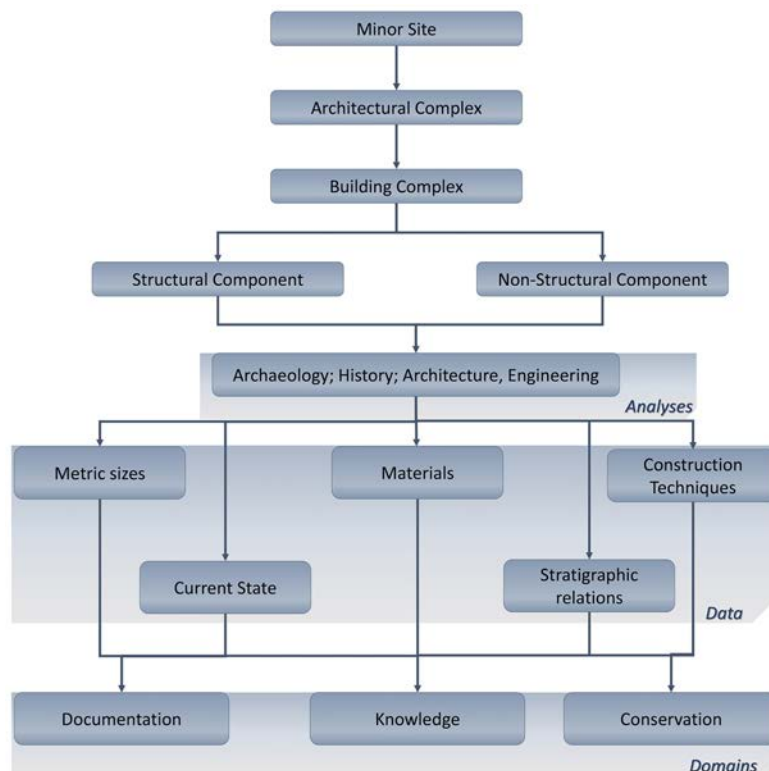 Minor Site
Architectural Complex
Building Complex
Structural Component
Non-Structural Component
Archaeology; History; Architecture, Engineering
Analyses
Metric sizes
Materials
Construction
Techniques
Current State
Stratigraphic
relations
Data
Documentation
Knowledge
Conservation
Domains